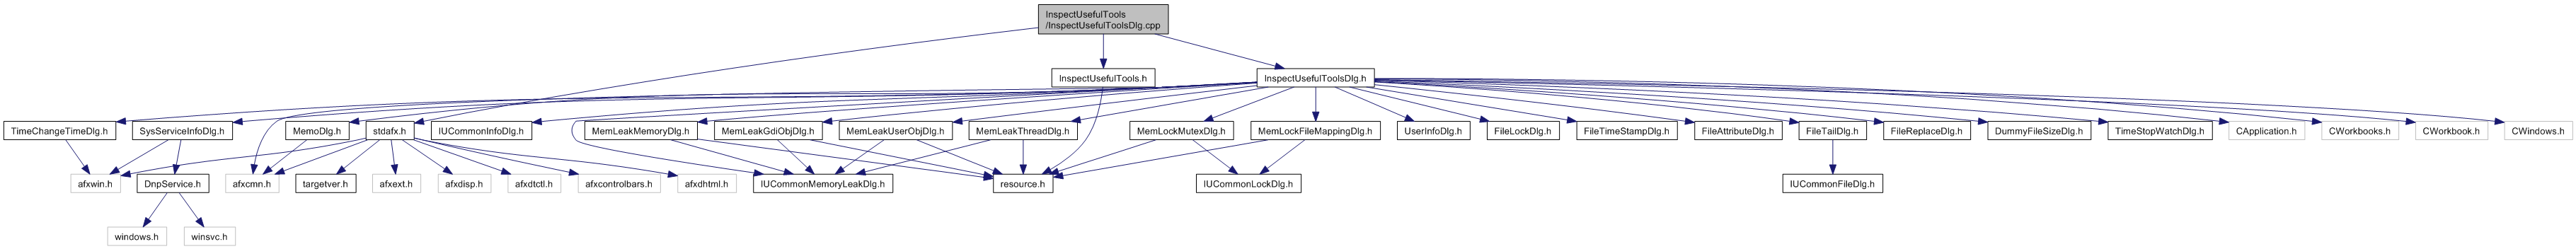 InspectUsefulTools
/InspectUsefulToolsDlg.cpp
InspectUsefulTools.h
InspectUsefulToolsDlg.h
TimeChangeTimeDlg.h
SysServiceInfoDlg.h
MemoDlg.h
stdafx.h
IUCommonInfoDlg.h
MemLeakMemoryDlg.h
MemLeakGdiObjDlg.h
MemLeakUserObjDlg.h
MemLeakThreadDlg.h
MemLockMutexDlg.h
MemLockFileMappingDlg.h
UserInfoDlg.h
FileLockDlg.h
FileTimeStampDlg.h
FileAttributeDlg.h
FileTailDlg.h
FileReplaceDlg.h
DummyFileSizeDlg.h
TimeStopWatchDlg.h
CApplication.h
CWorkbooks.h
CWorkbook.h
CWindows.h
afxwin.h
DnpService.h
afxcmn.h
targetver.h
afxext.h
afxdisp.h
afxdtctl.h
afxcontrolbars.h
afxdhtml.h
IUCommonMemoryLeakDlg.h
resource.h
IUCommonLockDlg.h
IUCommonFileDlg.h
windows.h
winsvc.h